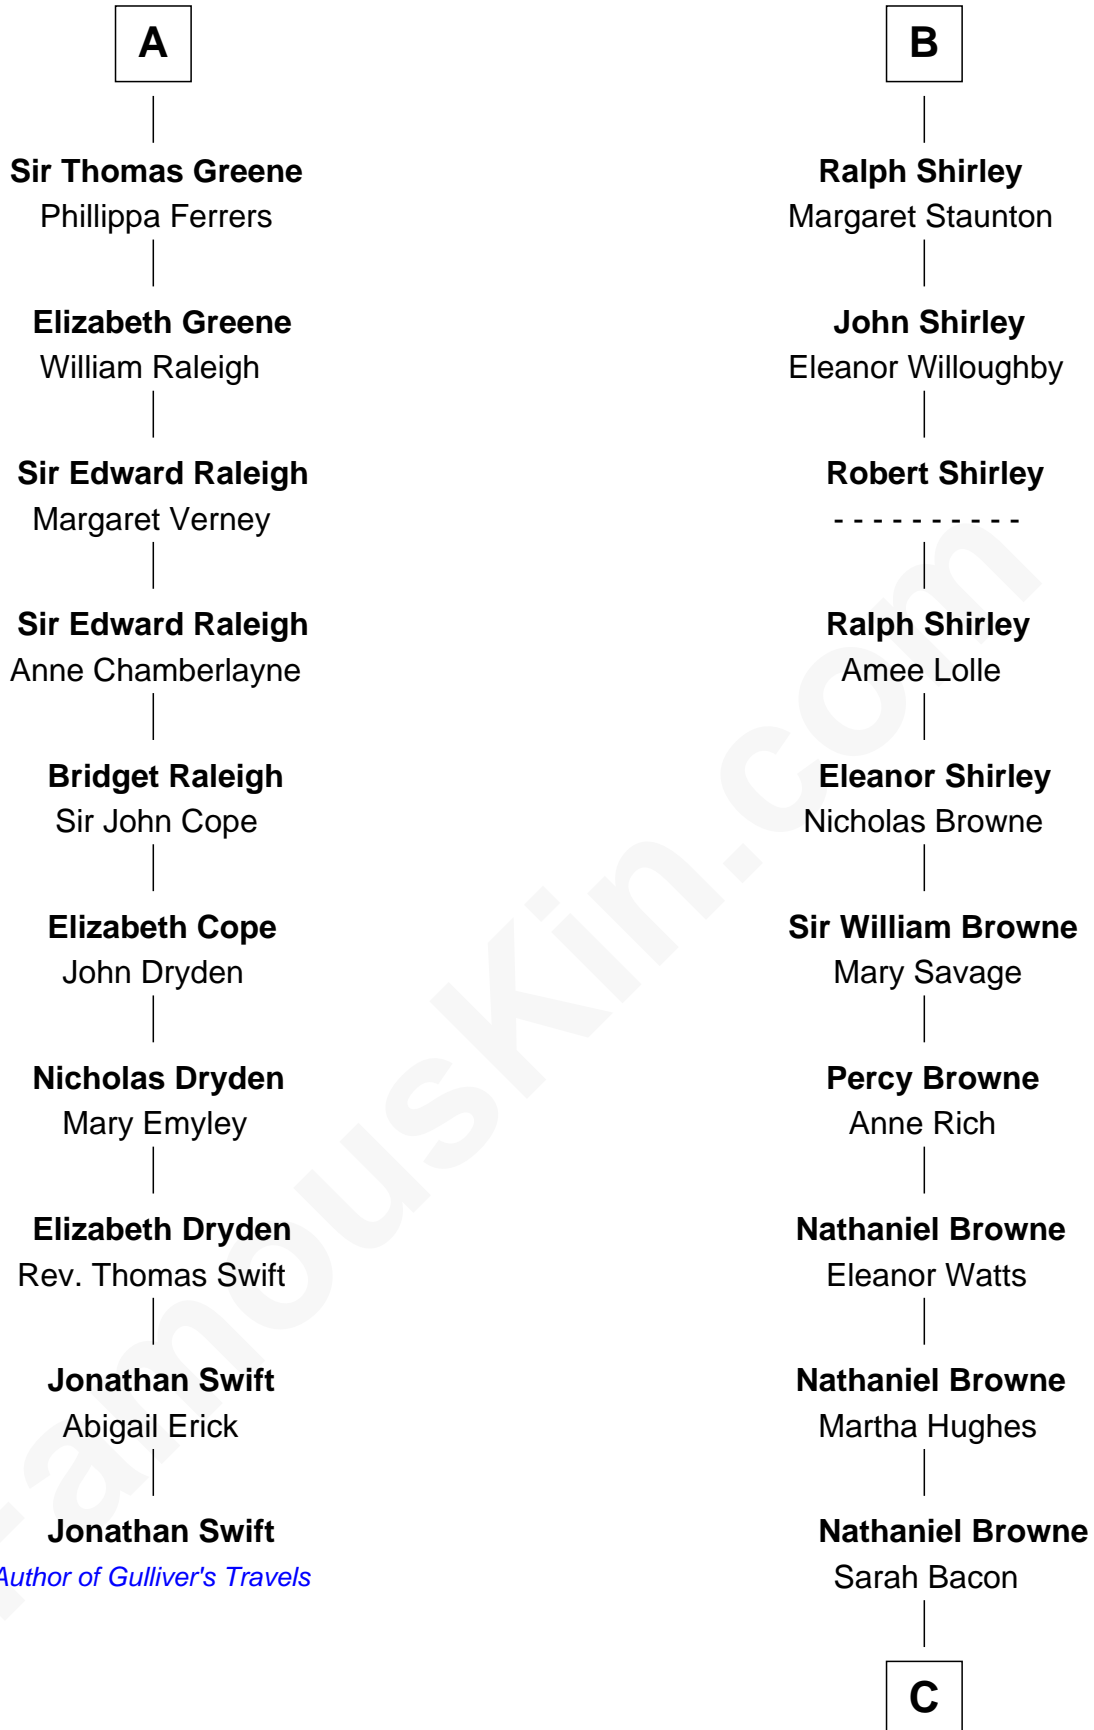 A
Sir Thomas Greene
Phillippa Ferrers
Elizabeth Greene
William Raleigh
Sir Edward Raleigh
Margaret Verney
Sir Edward Raleigh
Anne Chamberlayne
Bridget Raleigh
Sir John Cope
Elizabeth Cope
John Dryden
Nicholas Dryden
Mary Emyley
Elizabeth Dryden
Rev. Thomas Swift
Jonathan Swift
Abigail Erick
Jonathan Swift
Author of Gulliver's Travels
B
Ralph Shirley
Margaret Staunton
John Shirley
Eleanor Willoughby
Robert Shirley
- - - - - - - - - -
Ralph Shirley
Amee Lolle
Eleanor Shirley
Nicholas Browne
Sir William Browne
Mary Savage
Percy Browne
Anne Rich
Nathaniel Browne
Eleanor Watts
Nathaniel Browne
Martha Hughes
Nathaniel Browne
Sarah Bacon
C
FamousKin.com